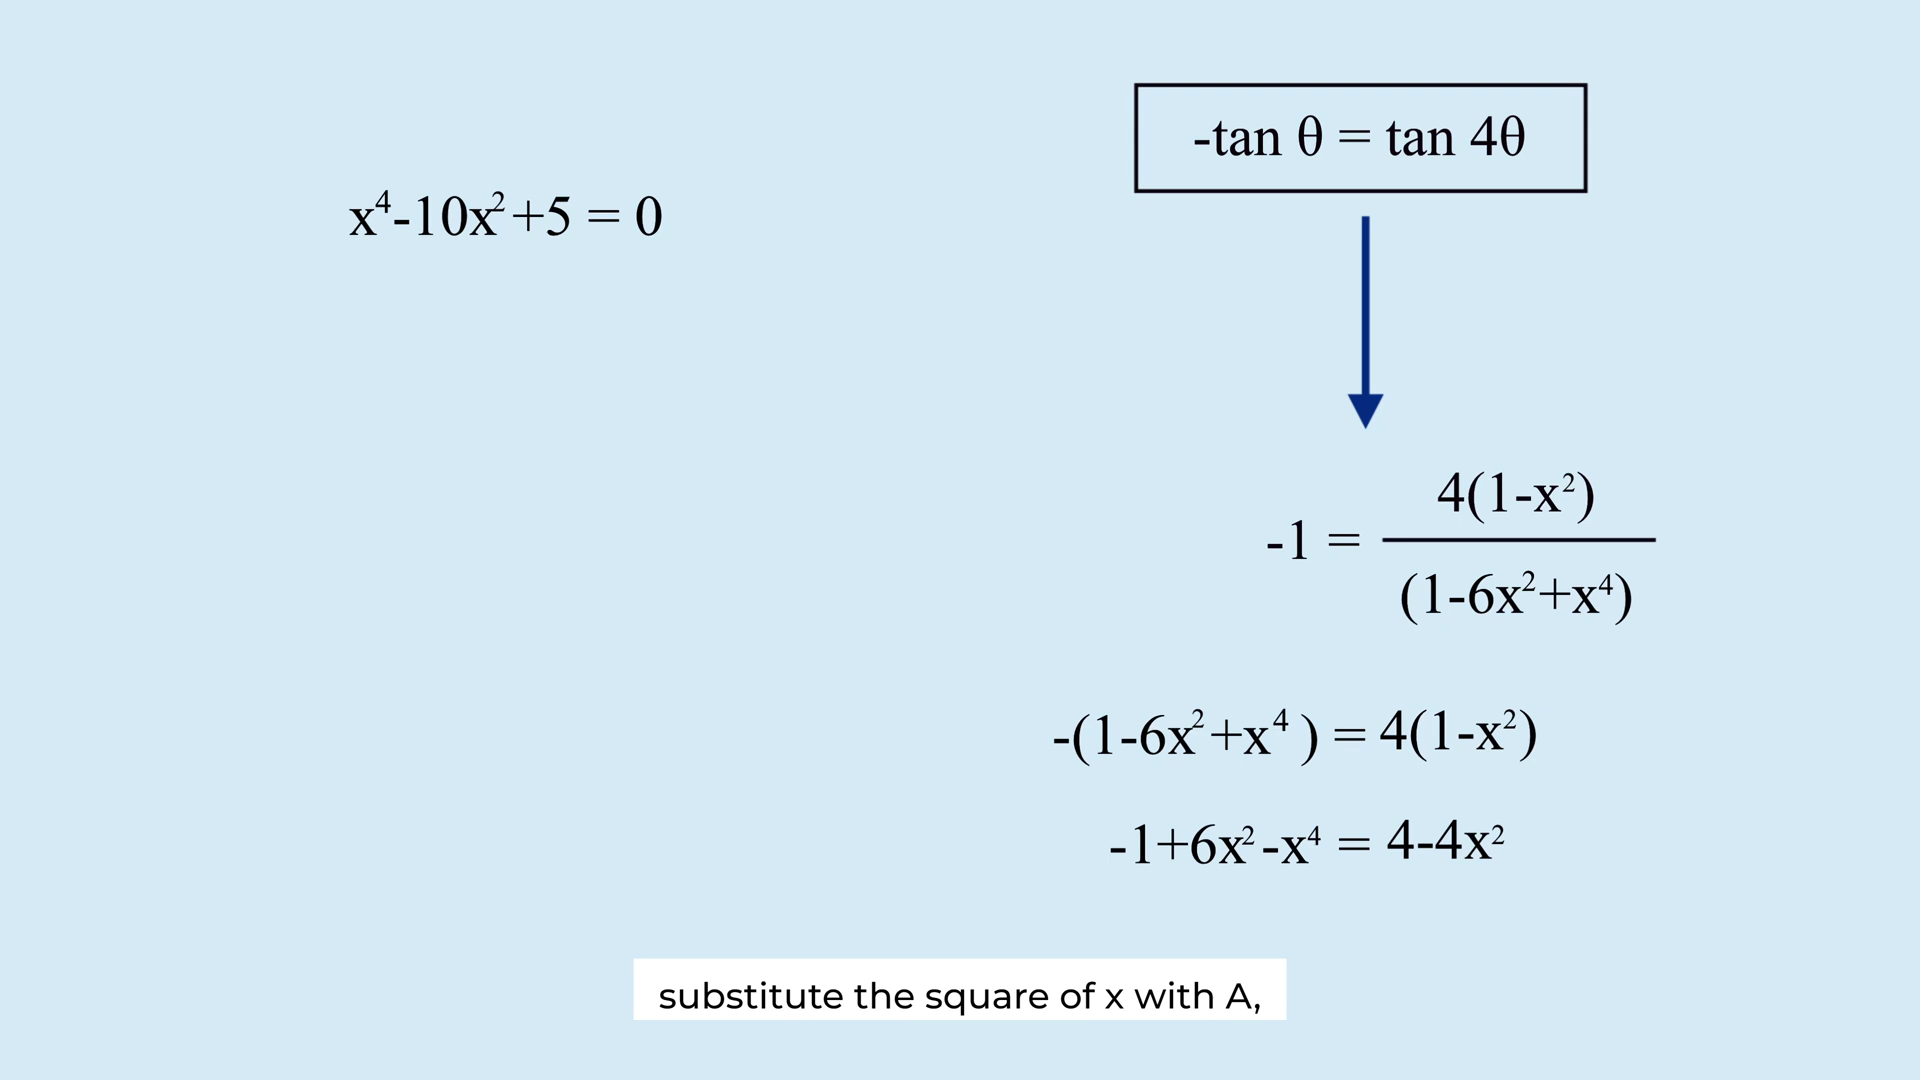 x⁴-10x²+5 = 0
-tan θ = tan 4θ
-1 = 4(1-x²) / (1-6x²+x⁴)
-(1-6x²+x⁴) = 4(1-x²)
-1+6x²-x⁴ = 4-4x²
substitute the square of x with A,